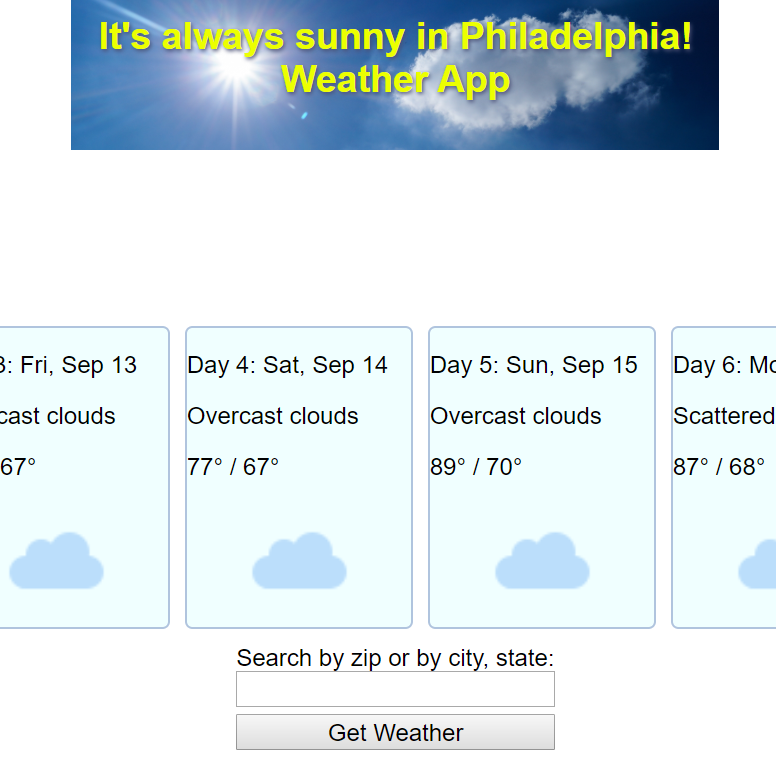 It's always sunny in Philadelphia!
Weather App
3: Fri, Sep 13
cast clouds
67°
Day 4: Sat, Sep 14
Overcast clouds
77° / 67°
Day 5: Sun, Sep 15
Overcast clouds
89° / 70°
Day 6: Mo
Scattered
87° / 68°
Search by zip or by city, state:
Get Weather